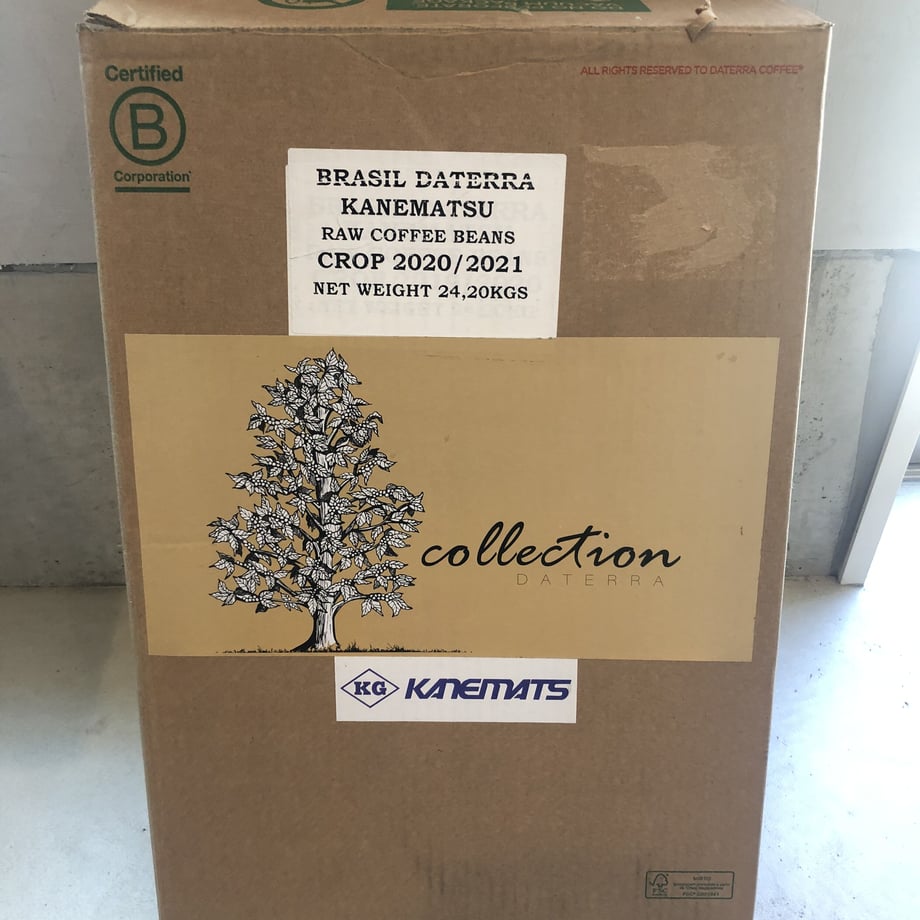 Certified
B
Corporation
ALL RIGHTS RESERVED TO DATERRA COFFEE®
BRASIL DATERRA
KANEMATSU
RAW COFFEE BEANS
CROP 2020/2021
NET WEIGHT 24,20KGS
collection
DATERRA
KG KANEMATS
FSC